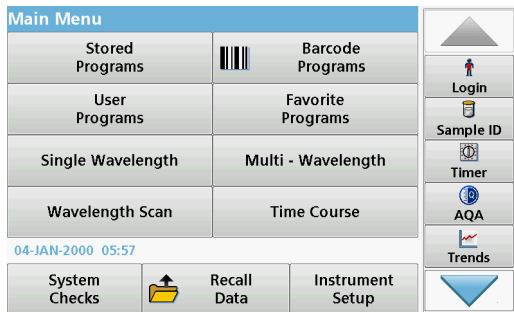 Main Menu
Stored
Programs
Barcode
Programs
User
Programs
Favorite
Programs
Single Wavelength
Multi - Wavelength
Wavelength Scan
Time Course
04-JAN-2000 05:57
System
Checks
Recall
Data
Instrument
Setup
Login
Sample ID
Timer
AQA
Trends